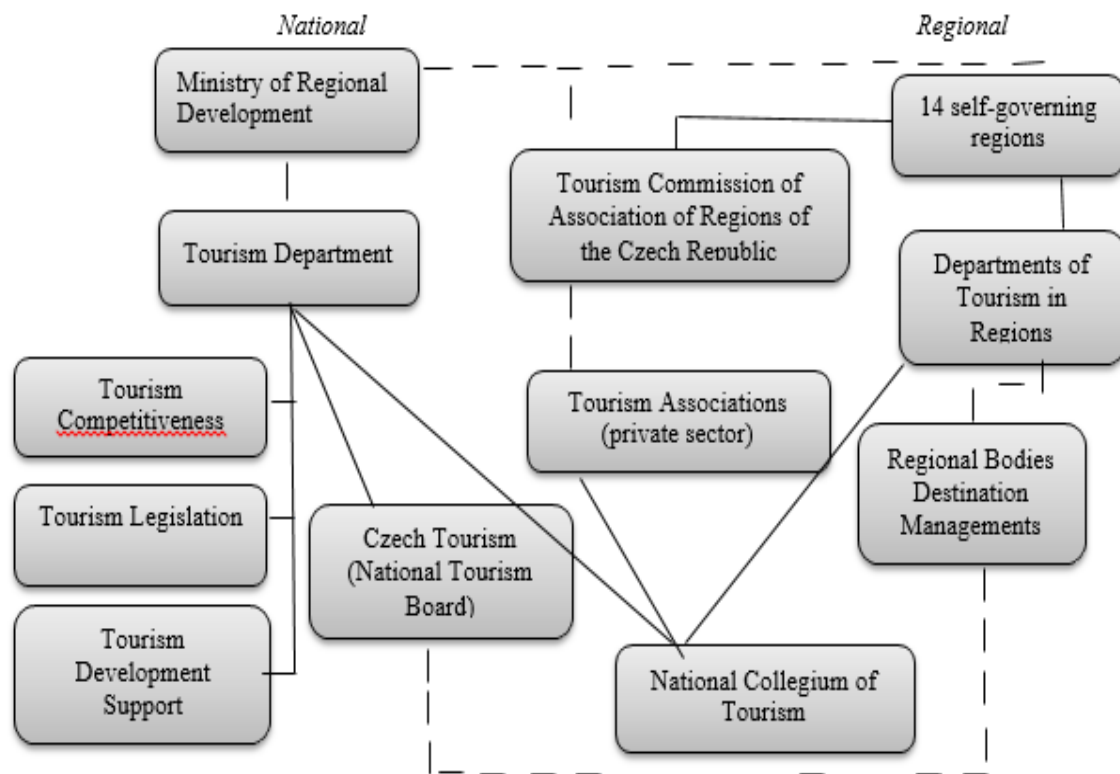 National
Regional
Ministry of Regional
Development
14 self-governing
regions
Tourism Commission of
Association of Regions of
the Czech Republic
Tourism Department
Departments of
Tourism in
Regions
Tourism
Competitiveness
Tourism Associations
(private sector)
Regional Bodies
Destination
Managements
Tourism Legislation
Czech Tourism
(National Tourism
Board)
Tourism
Development
Support
National Collegium of
Tourism